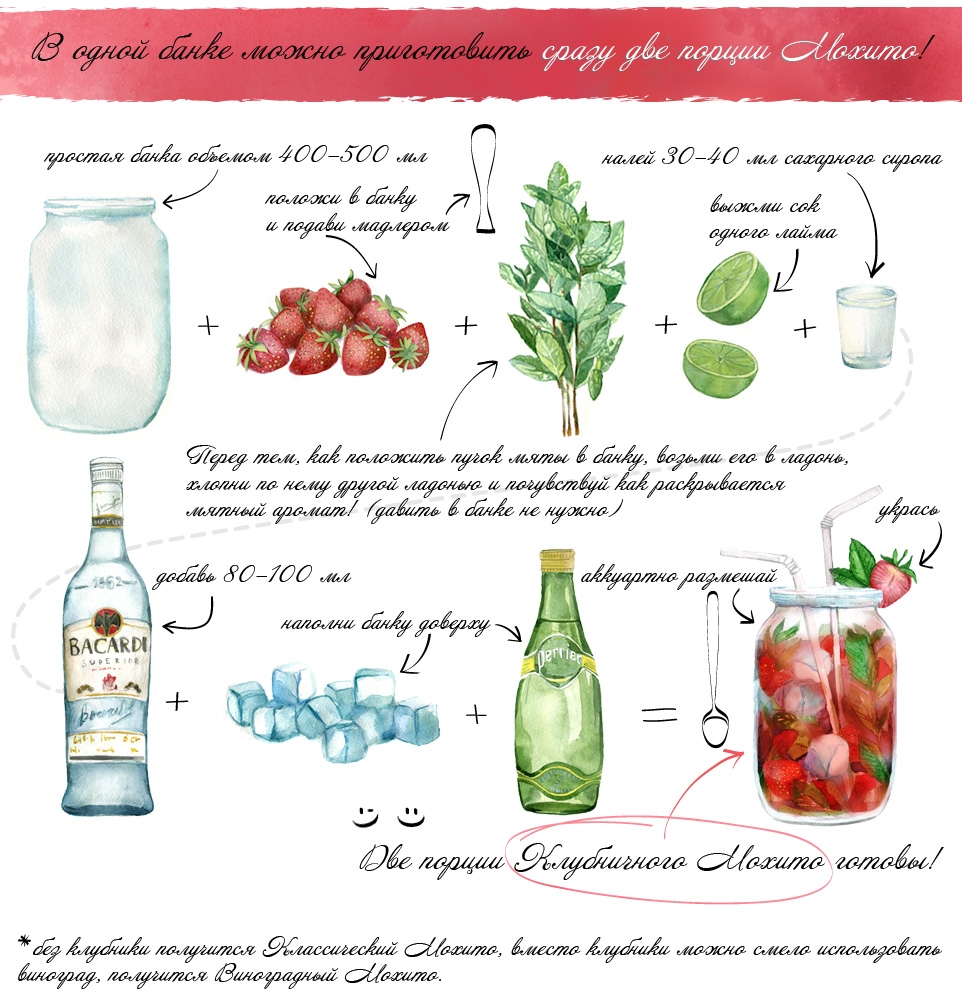 В одной банке можно приготовить сразу две порции Мохито!
простая банка объемом 400-500 мл
налей 30-40 мл сахарного сиропа
положи в банку
и подави мадлером
выжми сок
одного лайма
+
+
+
+
Перед тем, как положить пучок мяты в банку, возьми его в ладонь,
хлопни по нему другой ладонью и почувствуй как раскрывается
мятный аромат! (давить в банке не нужно)
укрась
добавь 80-100 мл
аккуартно размешай
наполни банку доверху
1862
BACARDI
SUPERIOR
Perrier
+
+
=
Две порции Клубничного Мохито готовы!
* без клубники получится Классический Мохито, вместо клубники можно смело использовать
виноград, получится Виноградный Мохито.